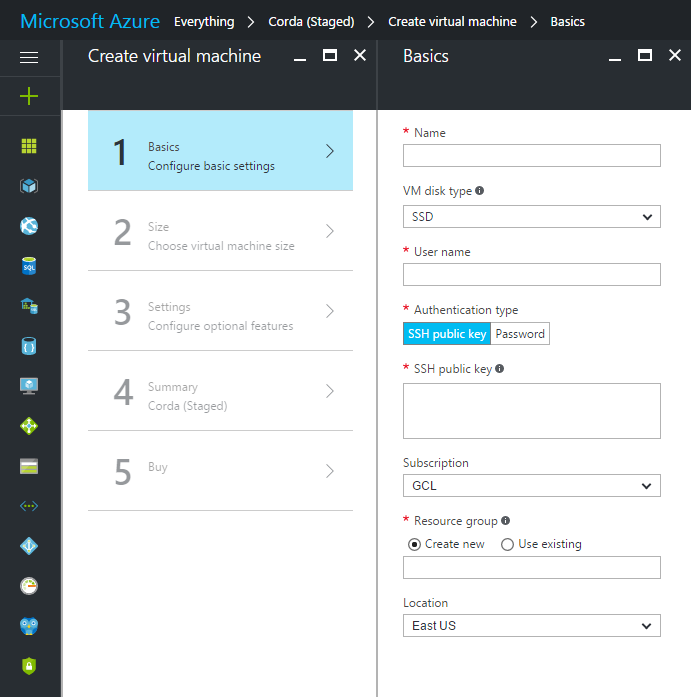 Microsoft Azure Everything > Corda (Staged) > Create virtual machine > Basics
Create virtual machine
1
Basics
Configure basic settings
2
Size
Choose virtual machine size
3
Settings
Configure optional features
4
Summary
Corda (Staged)
5
Buy
Basics
* Name
VM disk type
SSD
* User name
* Authentication type
SSH public key Password
* SSH public key
Subscription
GCL
* Resource group
Create new Use existing
Location
East US
SQL